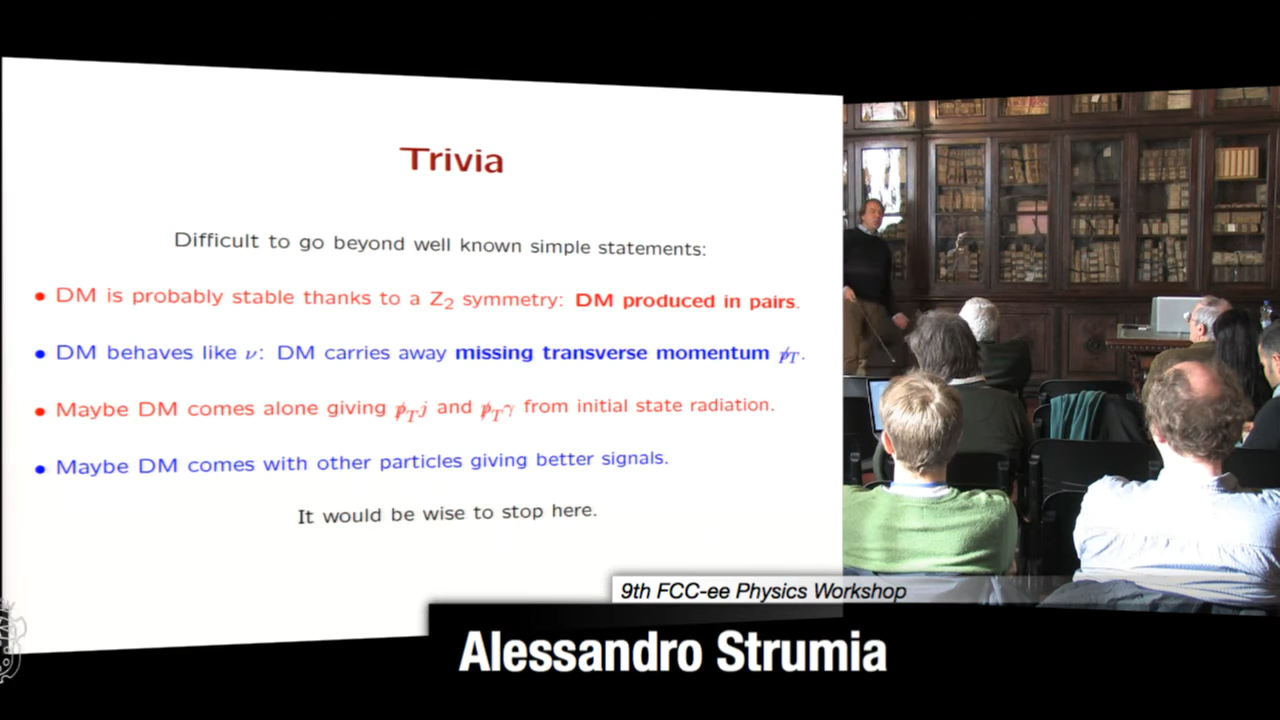 Trivia
Difficult to go beyond well known simple statements:
• DM is probably stable thanks to a Z₂ symmetry: DM produced in pairs.
• DM behaves like ν: DM carries away missing transverse momentum p̸_T.
• Maybe DM comes alone giving p̸_T j and p̸_T γ from initial state radiation.
• Maybe DM comes with other particles giving better signals.
It would be wise to stop here.
9th FCC-ee Physics Workshop
Alessandro Strumia